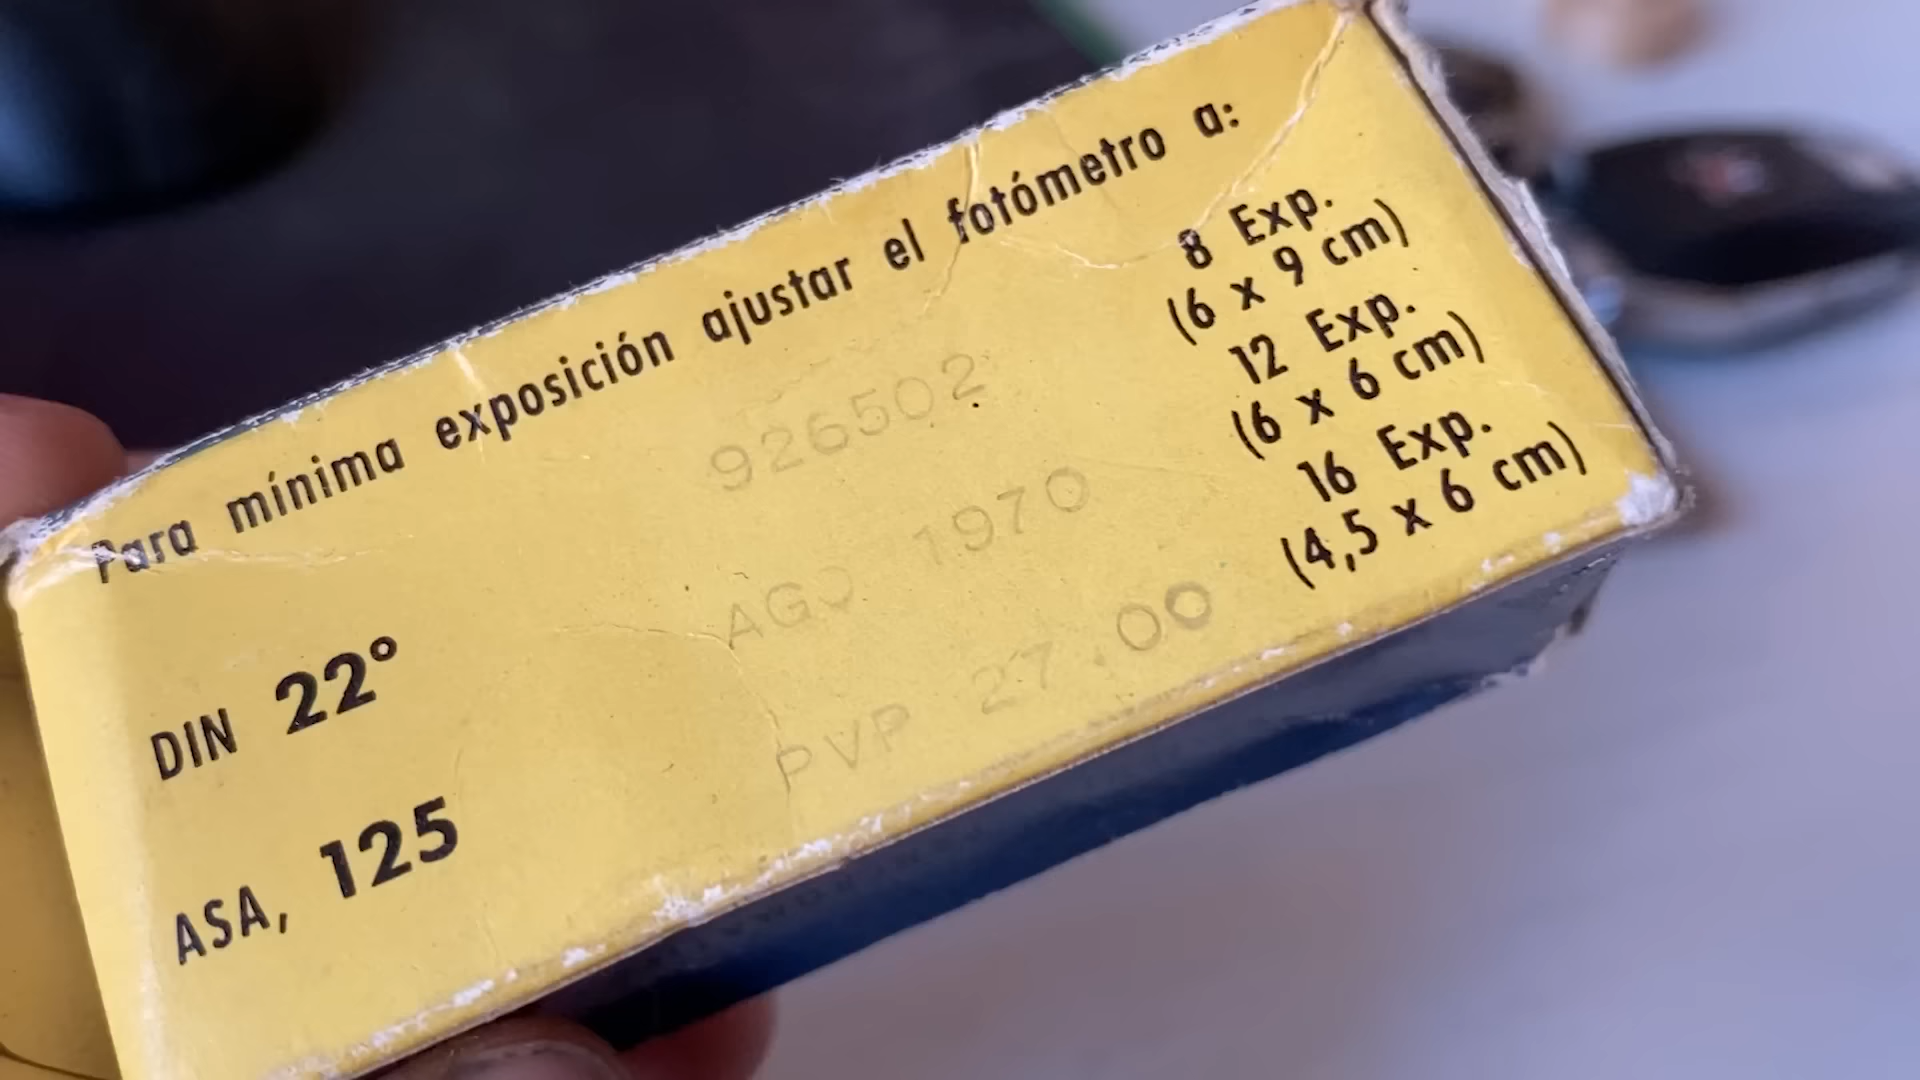 Para mínima exposición ajustar el fotómetro a:
DIN 22°
ASA, 125
926502
AGO 1970
PVP 27.00
8 Exp.
(6 x 9 cm)
12 Exp.
(6 x 6 cm)
16 Exp.
(4,5 x 6 cm)